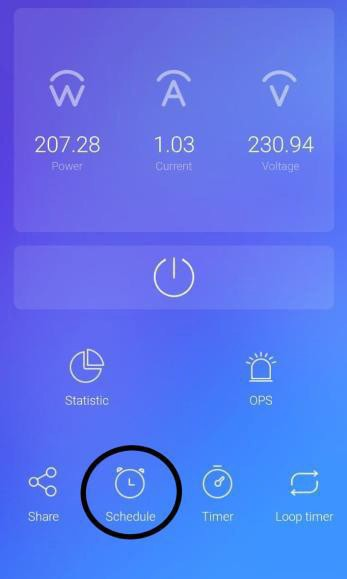 W A V
207.28 1.03 230.94
Power Current Voltage
Statistic OPS
Share Schedule Timer Loop timer